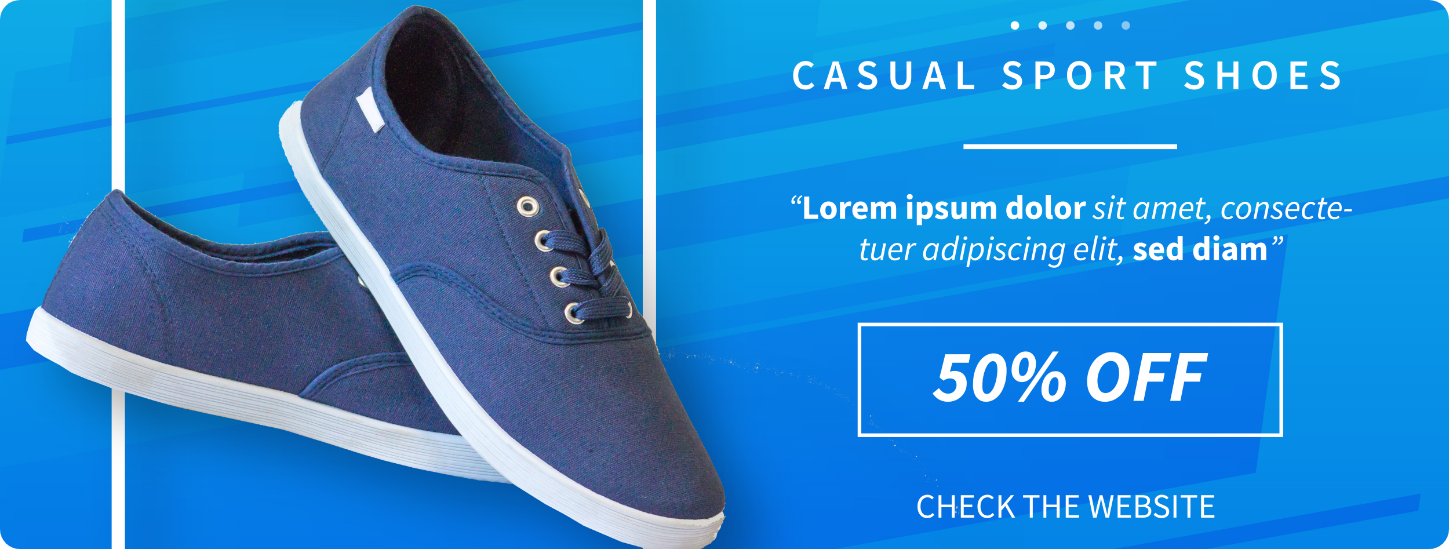 CASUAL SPORT SHOES
“Lorem ipsum dolor sit amet, consecte-
tuer adipiscing elit, sed diam”
50% OFF
CHECK THE WEBSITE